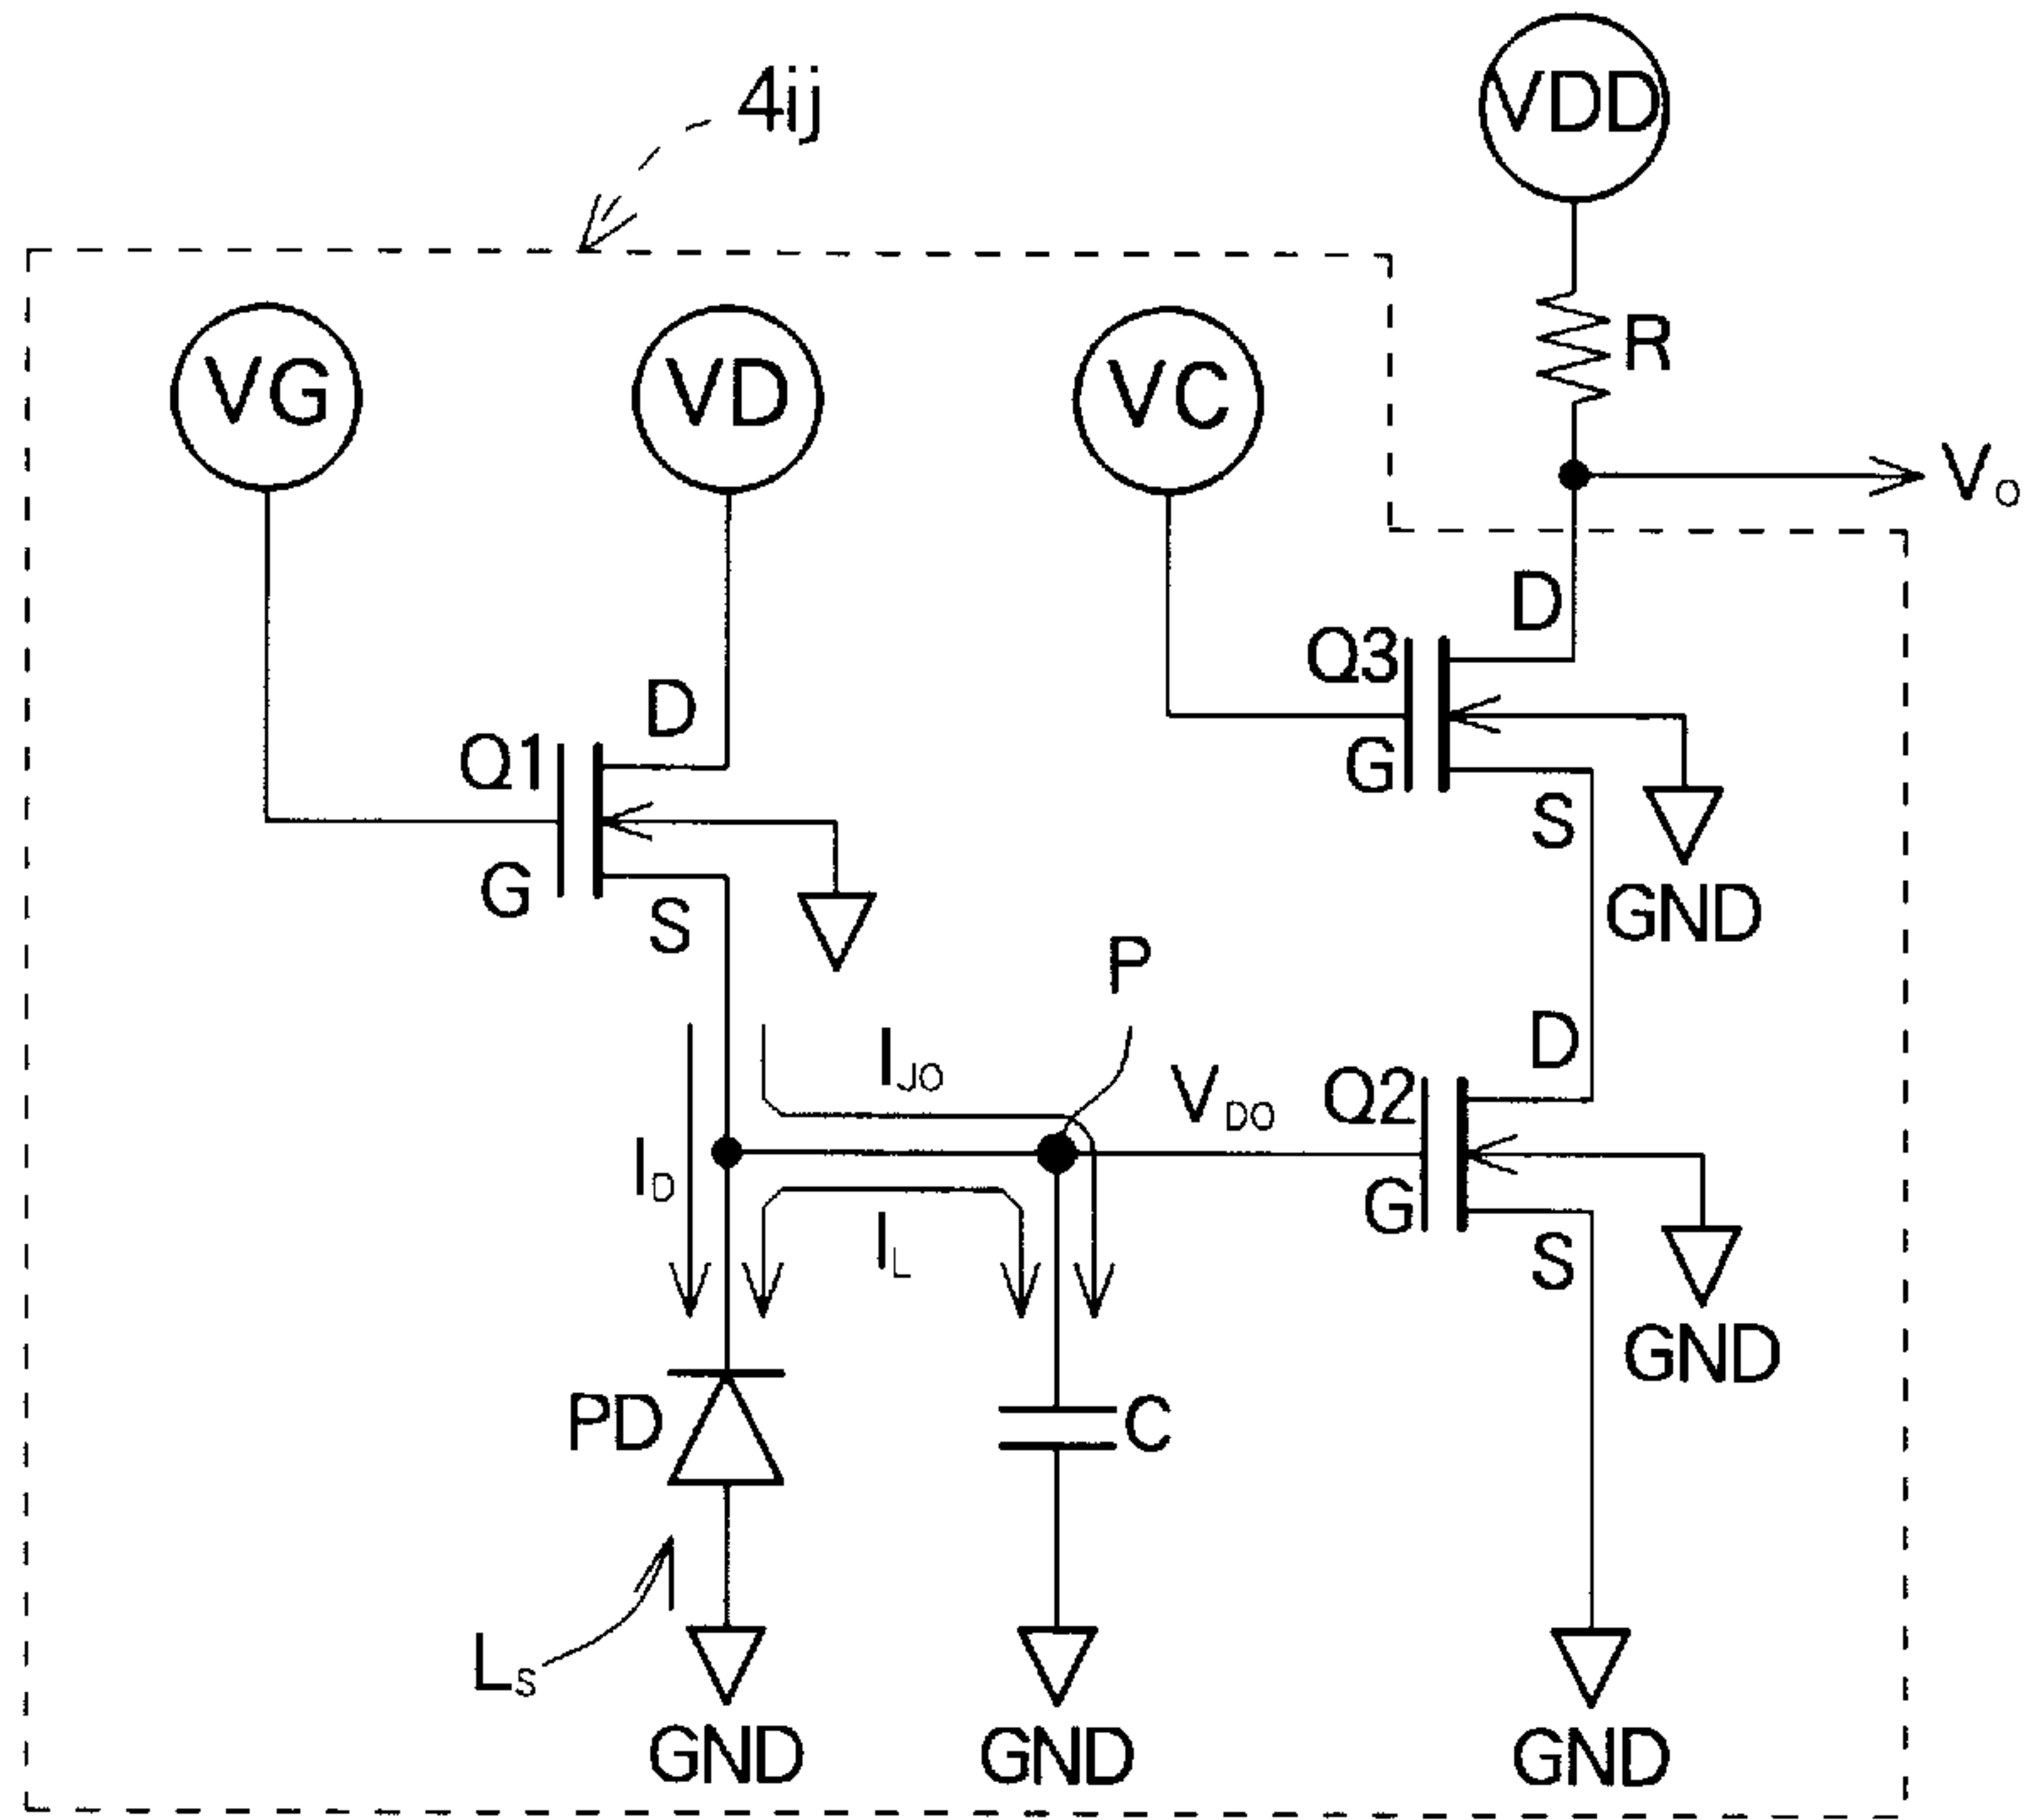 4ij
VDD
VG
VD
VC
R
Vo
D
Q3
G
S
GND
D
Q1
G
S
P
IJO
VDO
ID
IL
D
Q2
G
S
GND
PD
C
LS
GND
GND
GND